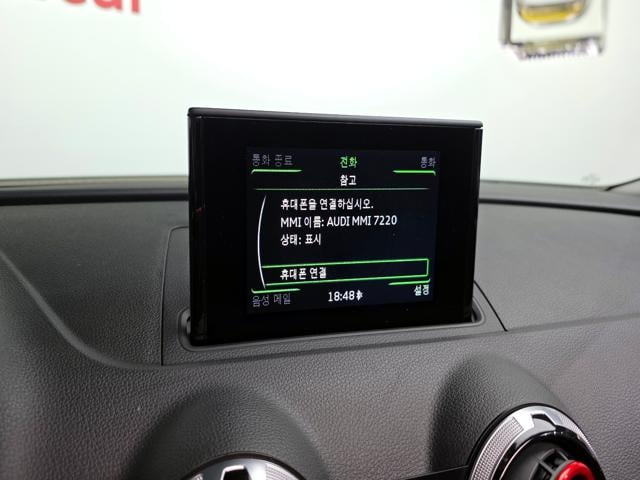 통화 종료 전화 통화
참고
휴대폰을 연결하십시오.
MMI 이름: AUDI MMI 7220
상태: 표시
휴대폰 연결
음성 메일 18:48 설정